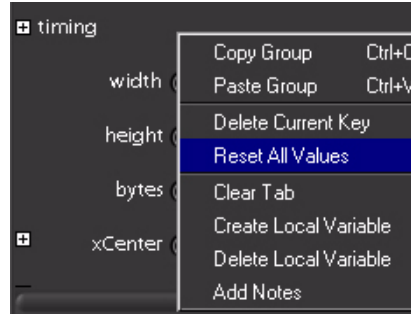 timing
Copy Group
width
Paste Group
height
Delete Current Key
Reset All Values
bytes
Clear Tab
Create Local Variable
xCenter
Delete Local Variable
Add Notes